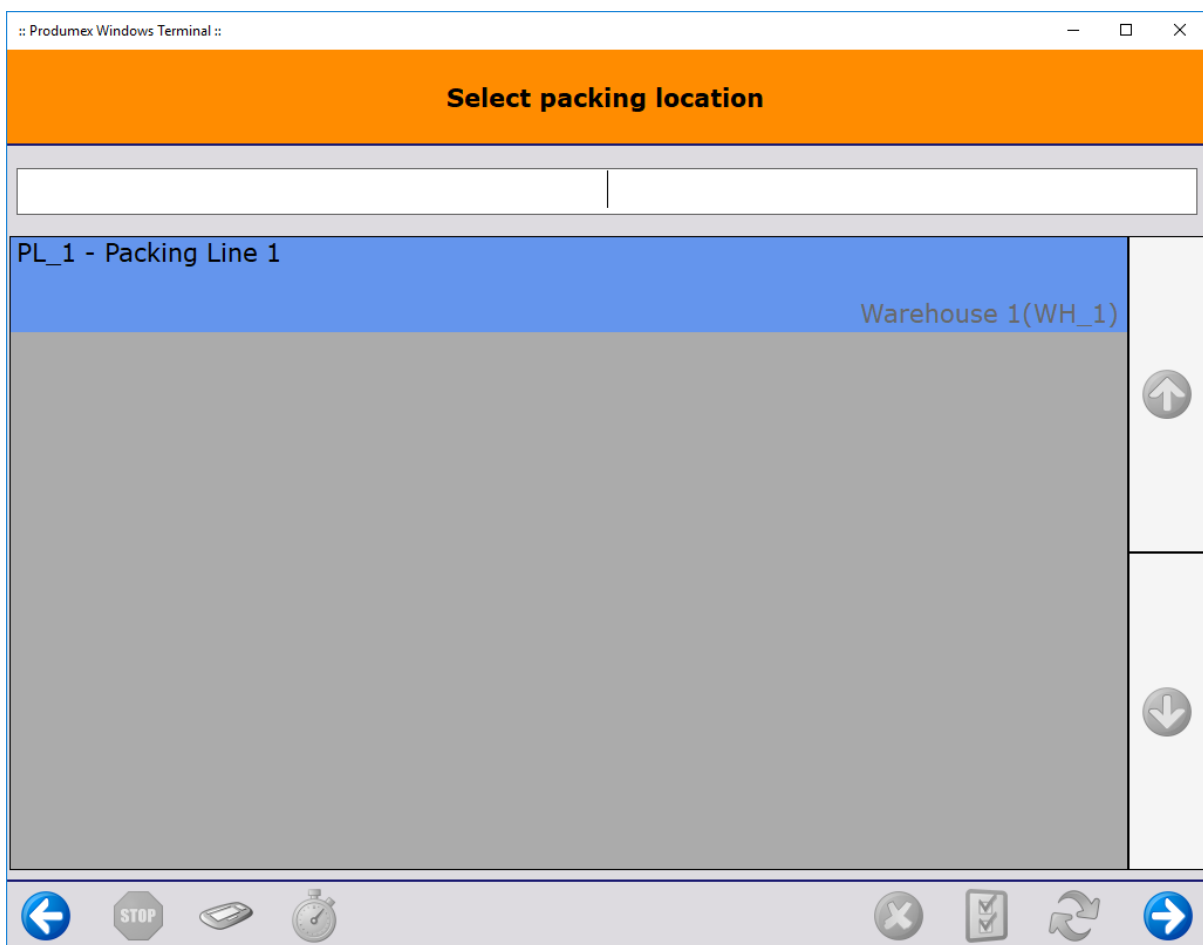 :: Produmex Windows Terminal ::
Select packing location
PL_1 - Packing Line 1
Warehouse 1(WH_1)
STOP